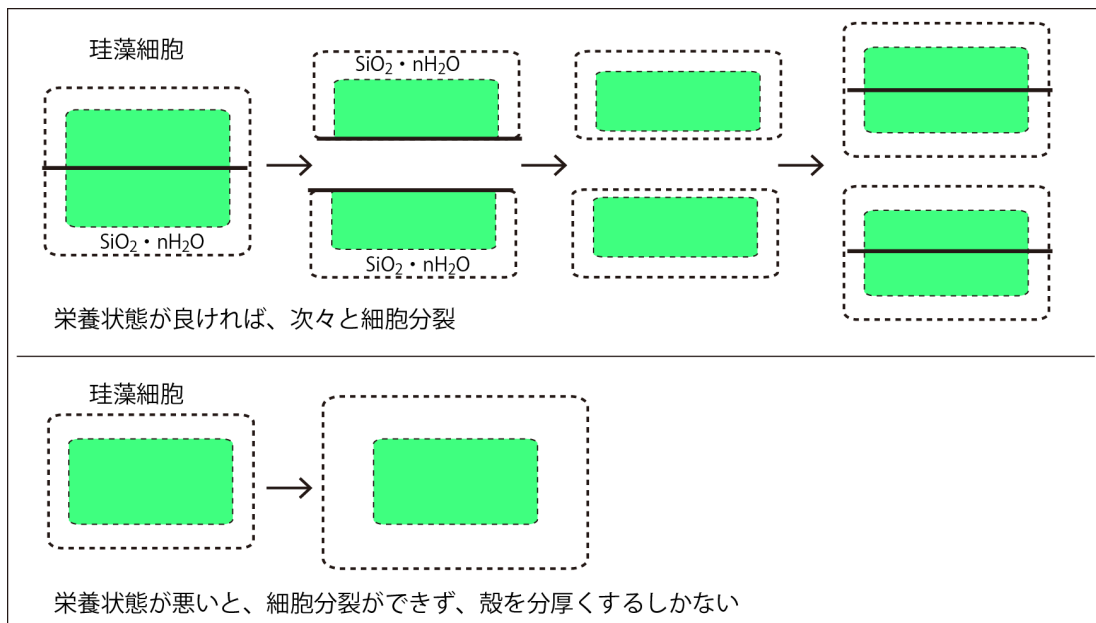 珪藻細胞
SiO₂・nH₂O
SiO₂・nH₂O
SiO₂・nH₂O
栄養状態が良ければ、次々と細胞分裂
珪藻細胞
栄養状態が悪いと、細胞分裂ができず、殻を分厚くするしかない